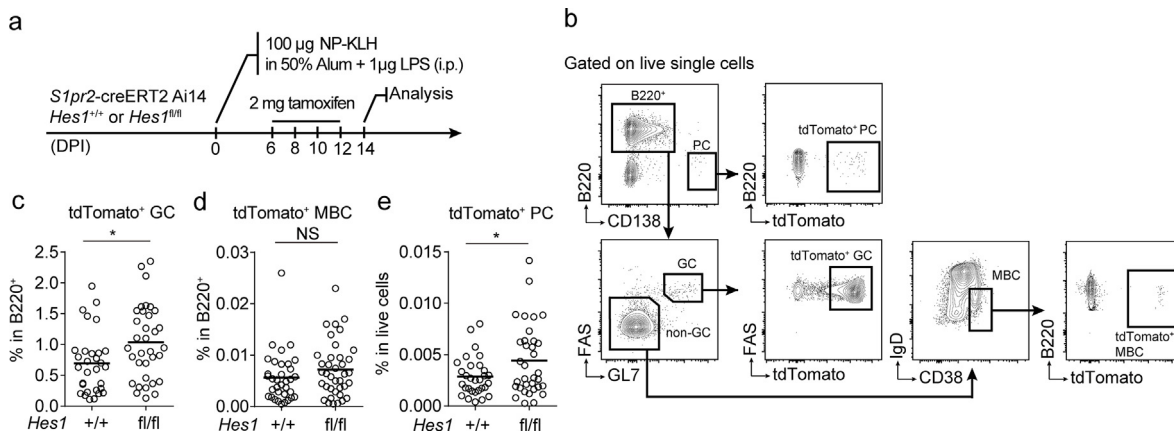 a
100 µg NP-KLH
in 50% Alum + 1µg LPS (i.p.)
S1pr2-creERT2 Ai14
Hes1+/+ or Hes1fl/fl
2 mg tamoxifen
Analysis
(DPI)
0 6 8 10 12 14
b
Gated on live single cells
B220+
PC
B220
CD138
tdTomato+ PC
B220
tdTomato
GC
non-GC
FAS
GL7
tdTomato+ GC
FAS
tdTomato
MBC
IgD
CD38
B220
tdTomato+
MBC
tdTomato
c
tdTomato+ GC
*
% in B220+
2.5
2.0
1.5
1.0
0.5
0.0
Hes1 +/+ fl/fl
d
tdTomato+ MBC
NS
% in B220+
0.03
0.02
0.01
0.00
+/+ fl/fl
e
tdTomato+ PC
*
% in live cells
0.015
0.010
0.005
0.000
Hes1 +/+ fl/fl